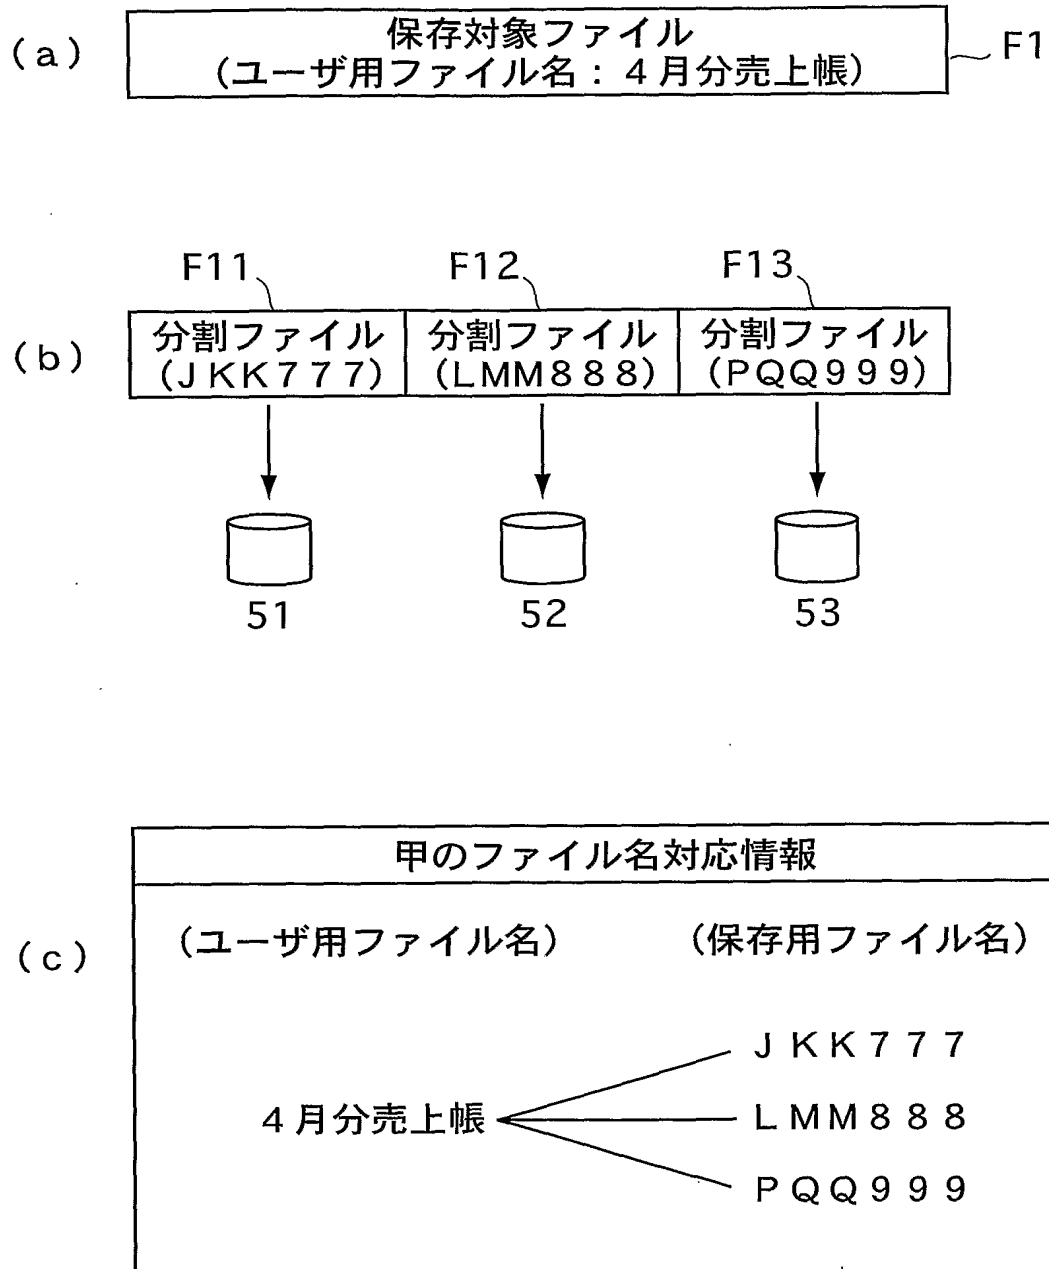 (a)
保存対象ファイル
(ユーザ用ファイル名：４月分売上帳)
F1
F11
F12
F13
(b)
分割ファイル
(JKK777)
分割ファイル
(LMM888)
分割ファイル
(PQQ999)
51
52
53
甲のファイル名対応情報
(c)
(ユーザ用ファイル名)
(保存用ファイル名)
JKK777
４月分売上帳
LMM888
PQQ999